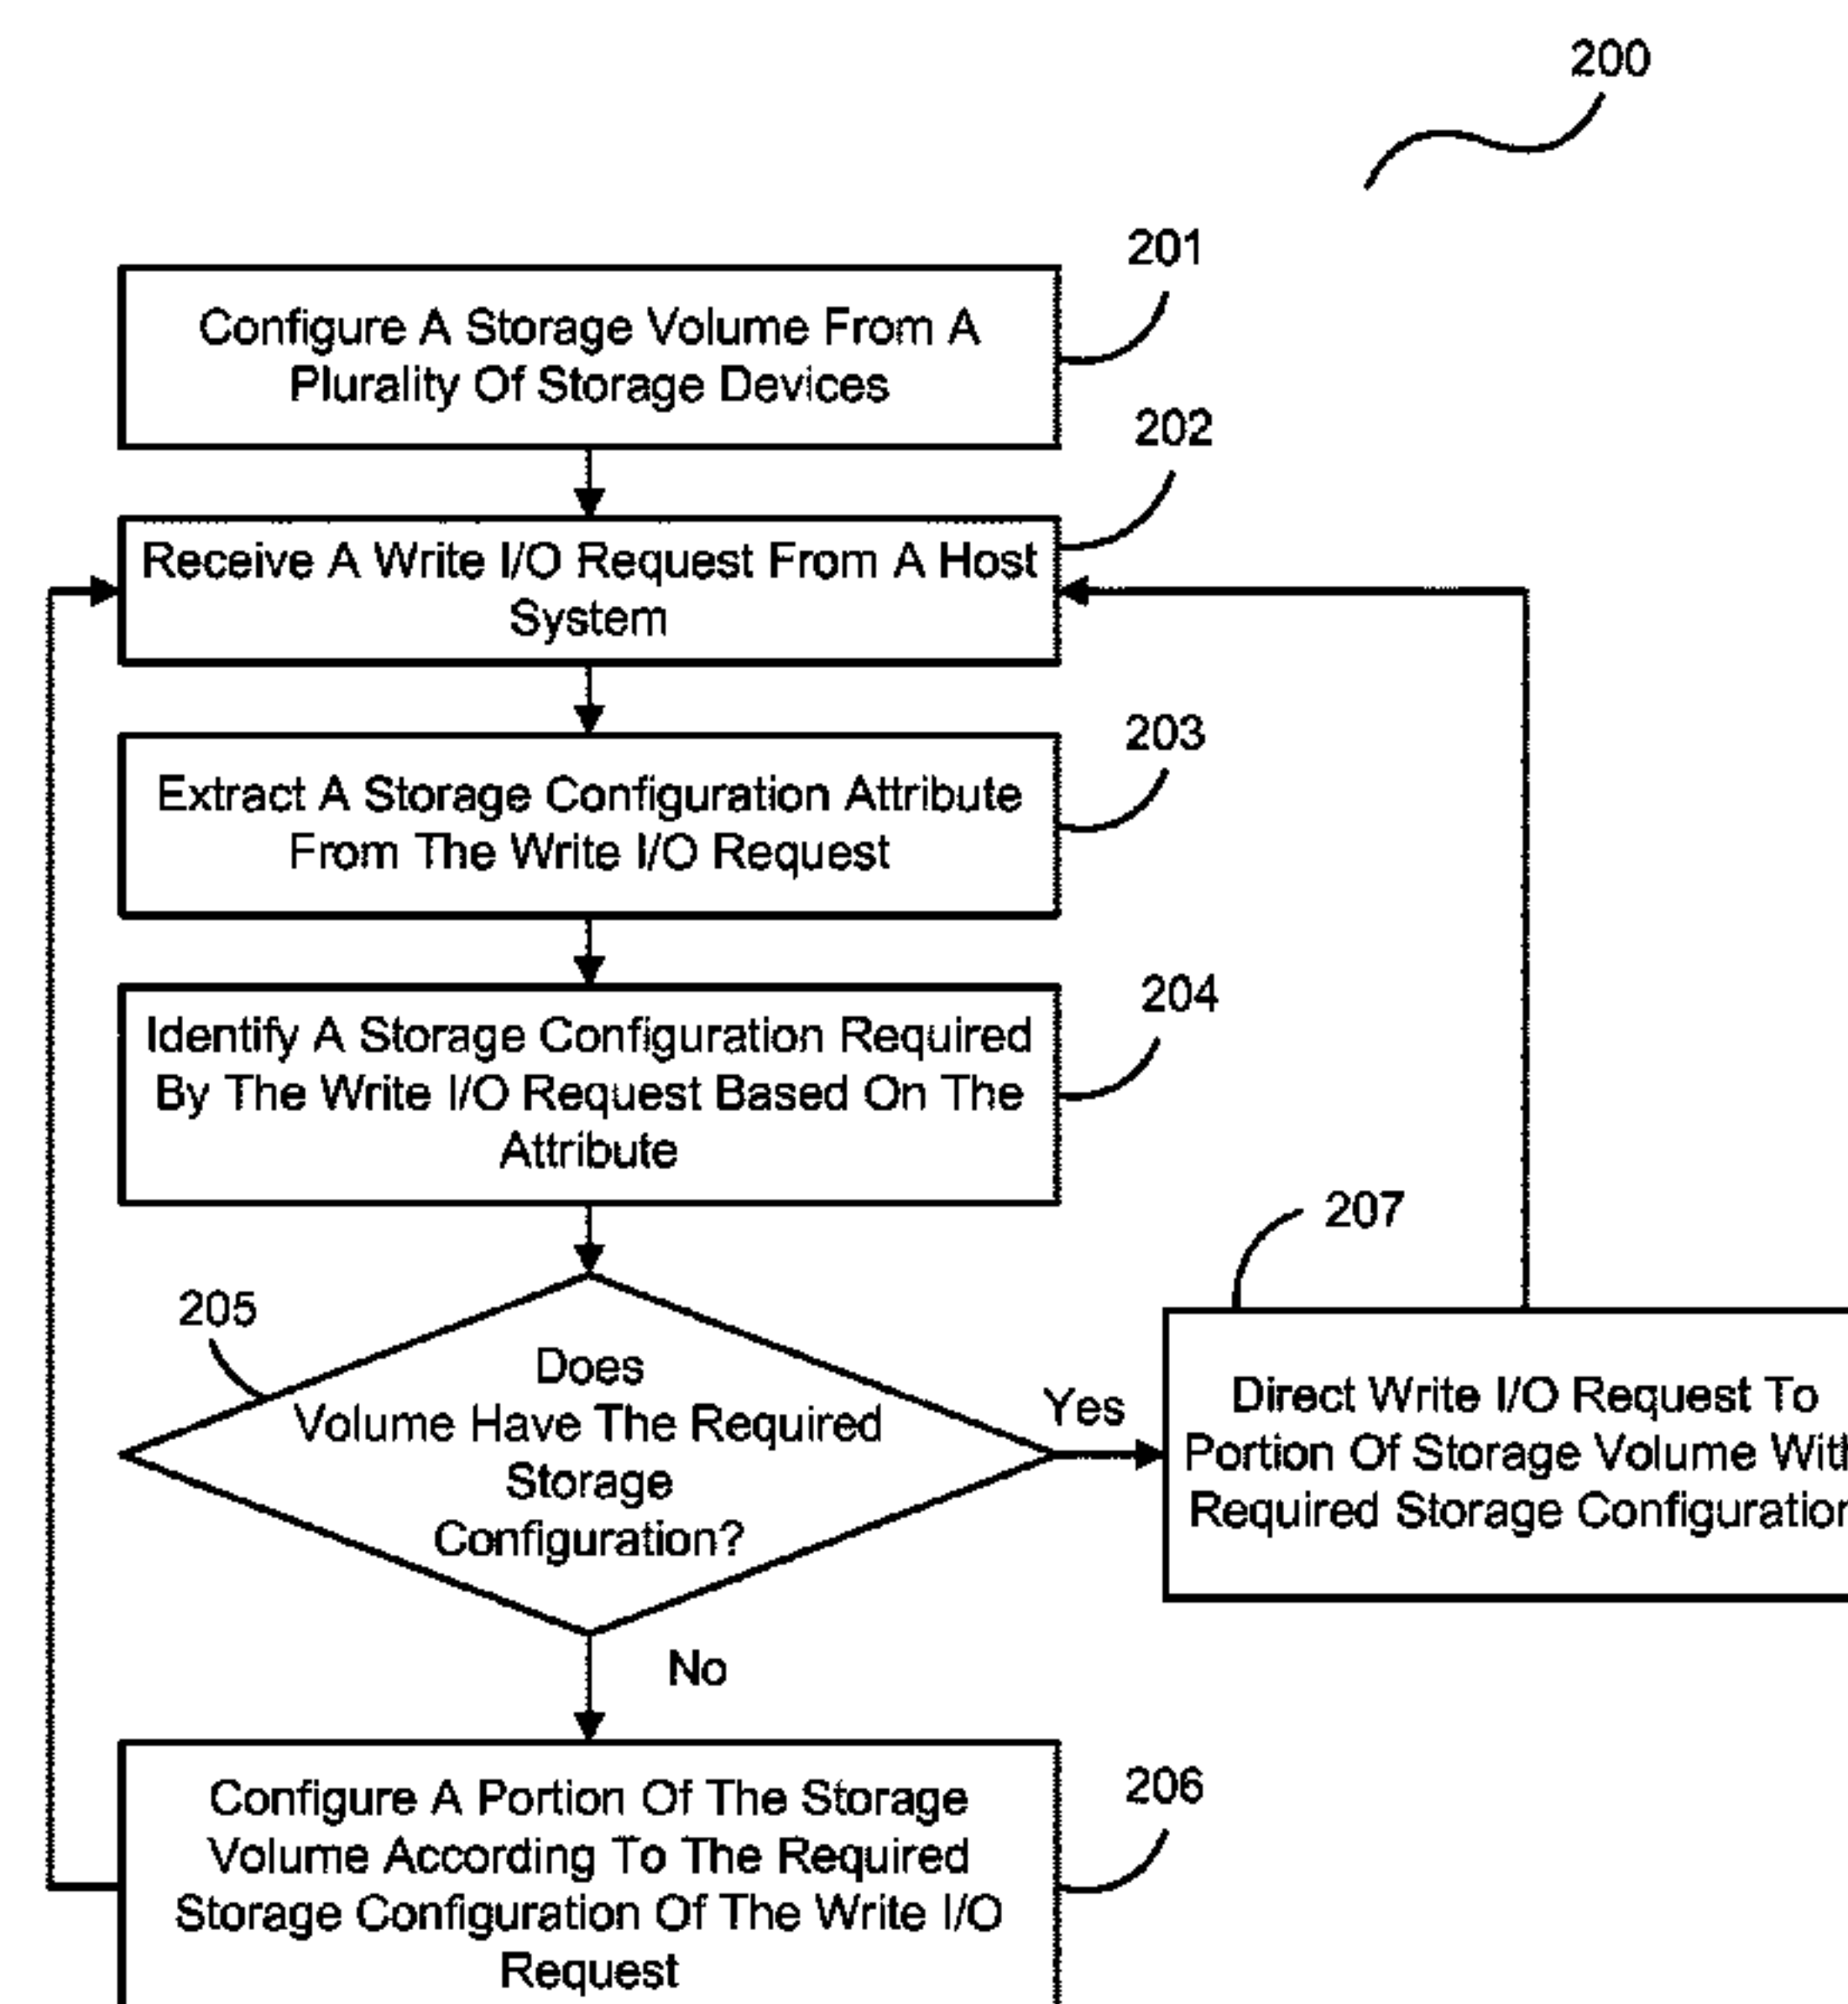 200
201
Configure A Storage Volume From A
Plurality Of Storage Devices
202
Receive A Write I/O Request From A Host
System
203
Extract A Storage Configuration Attribute
From The Write I/O Request
204
Identify A Storage Configuration Required
By The Write I/O Request Based On The
Attribute
205
Does
Volume Have The Required
Storage
Configuration?
Yes
207
Direct Write I/O Request To
Portion Of Storage Volume With
Required Storage Configuration
No
206
Configure A Portion Of The Storage
Volume According To The Required
Storage Configuration Of The Write I/O
Request